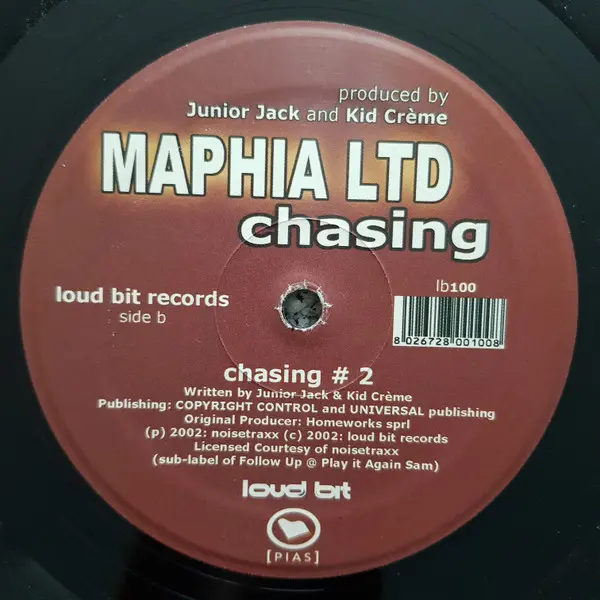 produced by
Junior Jack and Kid Crème
MAPHIA LTD
chasing
loud bit records
side b
lb100
8 026728 001008
chasing # 2
Written by Junior Jack & Kid Crème
Publishing: COPYRIGHT CONTROL and UNIVERSAL publishing
Original Producer: Homeworks sprl
(p) 2002: noisetraxx (c) 2002: loud bit records
Licensed Courtesy of noisetraxx
(sub-label of Follow Up @ Play it Again Sam)
loud bit
[PIAS]